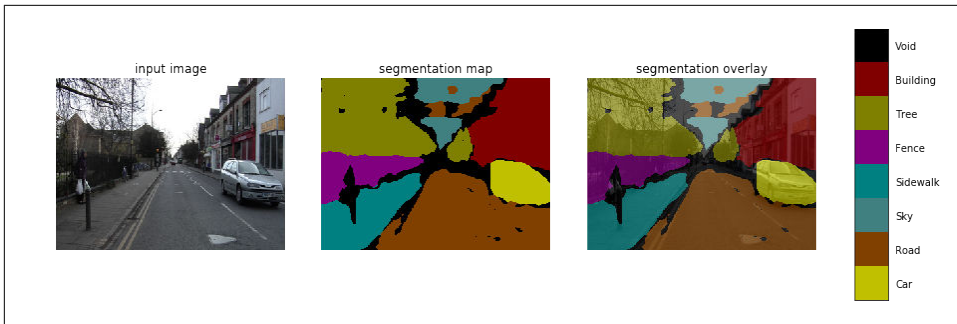 input image
segmentation map
segmentation overlay
Void
Building
Tree
Fence
Sidewalk
Sky
Road
Car